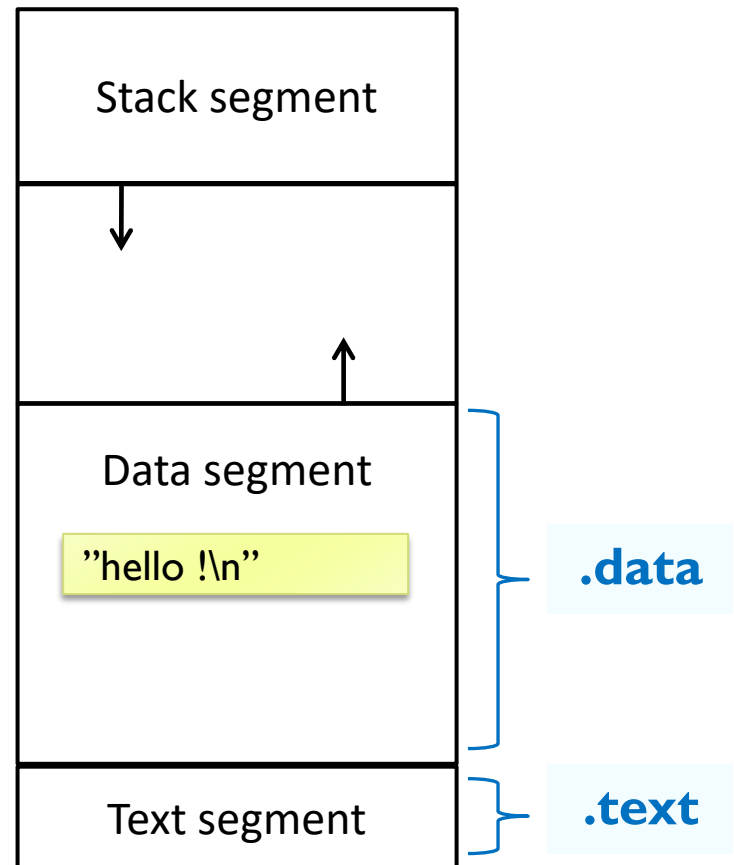 Stack segment
Data segment
”hello !\n”
.data
Text segment
.text